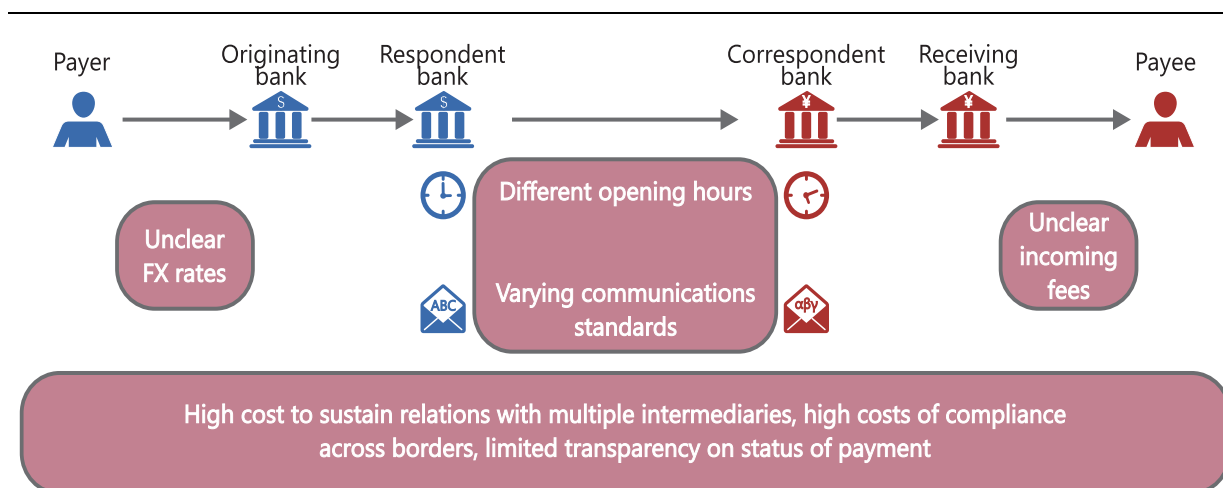 Payer
Originating
bank
Respondent
bank
Correspondent
bank
Receiving
bank
Payee
$
$
¥
¥
Different opening hours
Unclear
FX rates
Unclear
incoming
fees
ABC
Varying communications
standards
αβγ
High cost to sustain relations with multiple intermediaries, high costs of compliance
across borders, limited transparency on status of payment